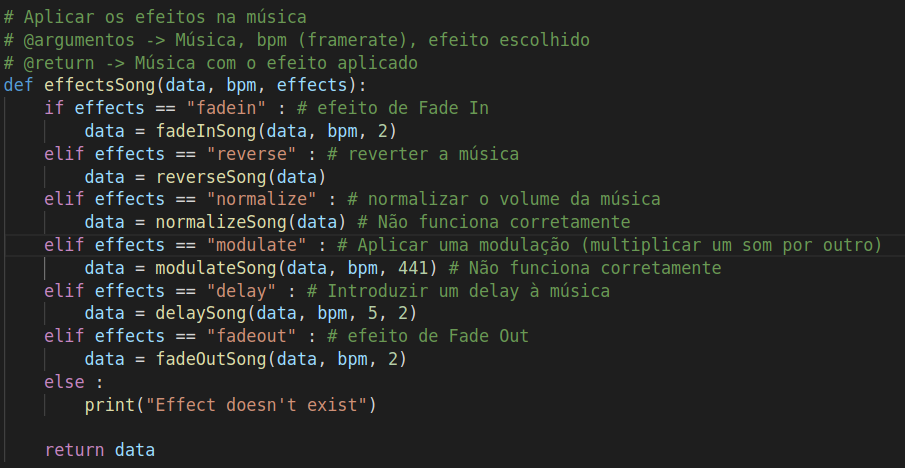 # Aplicar os efeitos na música
# @argumentos -> Música, bpm (framerate), efeito escolhido
# @return -> Música com o efeito aplicado
def effectsSong(data, bpm, effects):
    if effects == "fadein" : # efeito de Fade In
        data = fadeInSong(data, bpm, 2)
    elif effects == "reverse" : # reverter a música
        data = reverseSong(data)
    elif effects == "normalize" : # normalizar o volume da música
        data = normalizeSong(data) # Não funciona corretamente
    elif effects == "modulate" : # Aplicar uma modulação (multiplicar um som por outro)
        data = modulateSong(data, bpm, 441) # Não funciona corretamente
    elif effects == "delay" : # Introduzir um delay à música
        data = delaySong(data, bpm, 5, 2)
    elif effects == "fadeout" : # efeito de Fade Out
        data = fadeOutSong(data, bpm, 2)
    else :
        print("Effect doesn't exist")

    return data